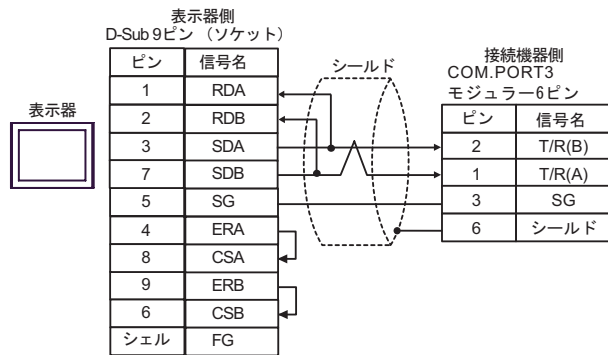 表示器側
D-Sub 9ピン （ソケット）
ピン 信号名
1 RDA
2 RDB
3 SDA
7 SDB
5 SG
4 ERA
8 CSA
9 ERB
6 CSB
シェル FG
表示器
シールド
接続機器側
COM.PORT3
モジュラー6ピン
ピン 信号名
2 T/R(B)
1 T/R(A)
3 SG
6 シールド